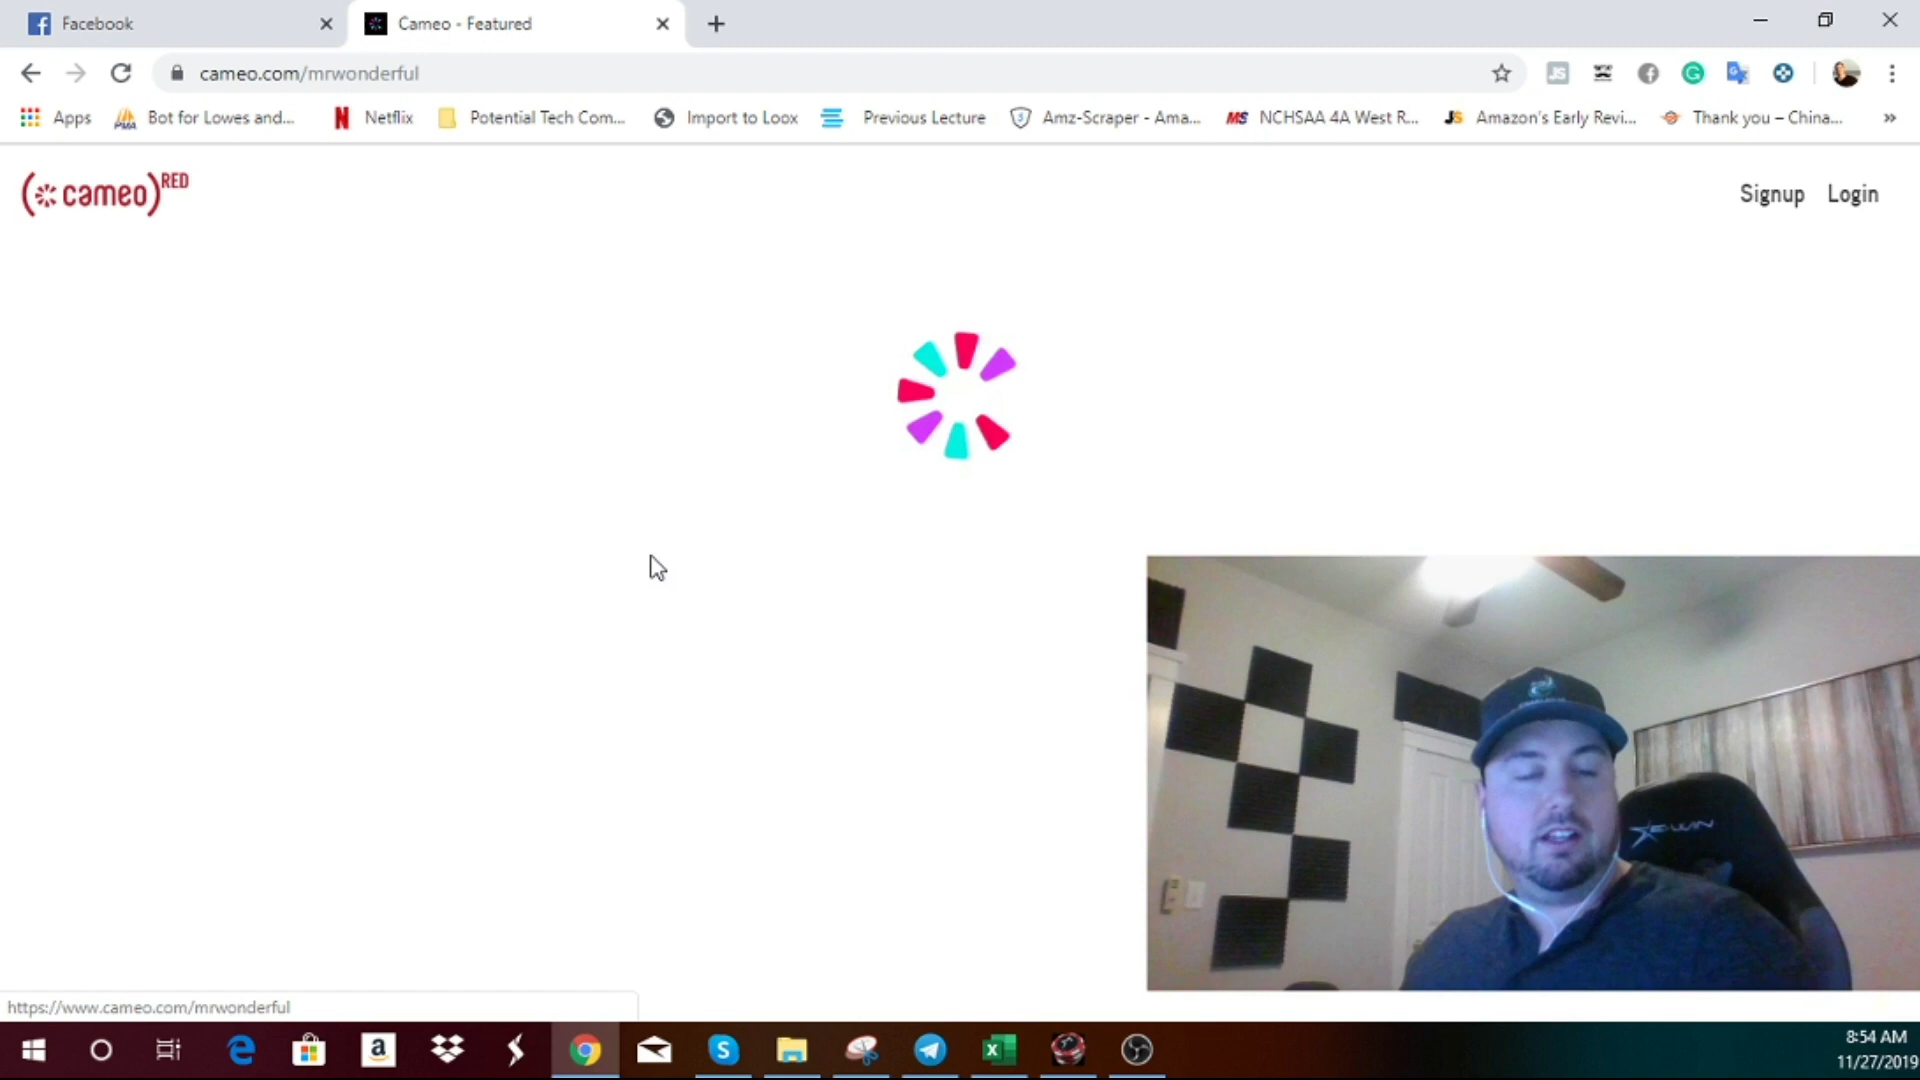 Facebook
Cameo - Featured
cameo.com/mrwonderful
Apps
Bot for Lowes and...
Netflix
Potential Tech Com...
Import to Loox
Previous Lecture
Amz-Scraper - Ama...
NCHSAA 4A West R...
Amazon's Early Revi...
Thank you – China...
»
(cameo)RED
Signup
Login
https://www.cameo.com/mrwonderful
8:54 AM
11/27/2019